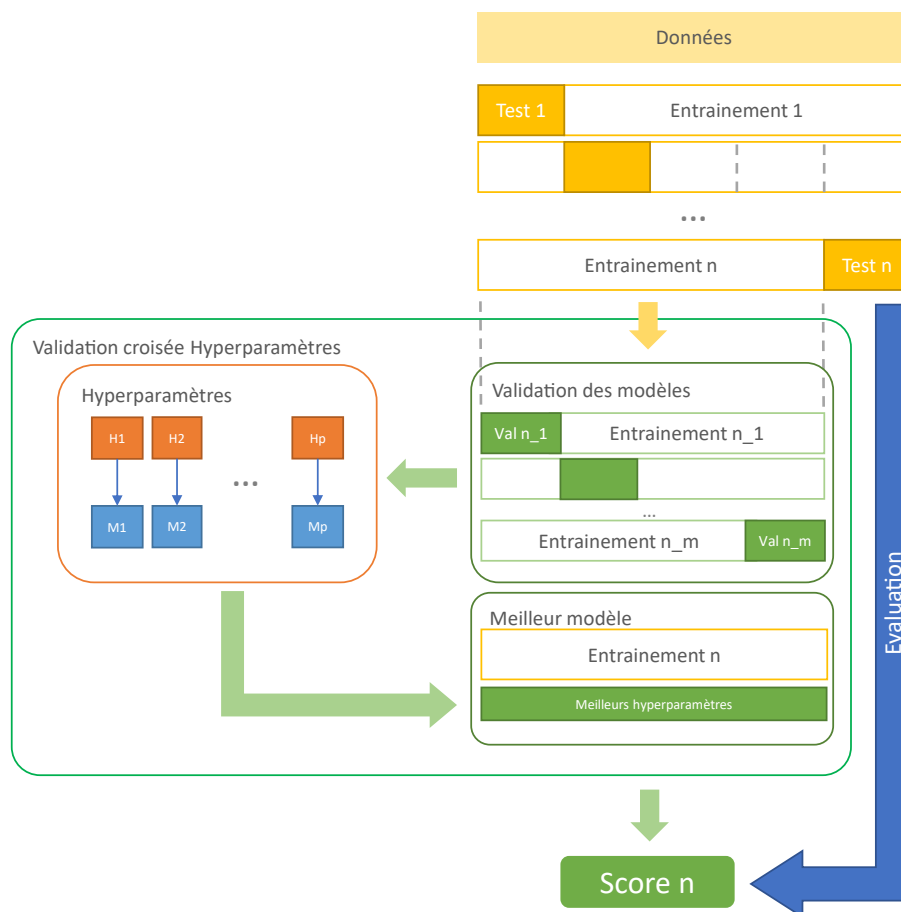 Données
Test 1
Entrainement 1
...
Entrainement n
Test n
Validation croisée Hyperparamètres
Hyperparamètres
H1
H2
...
Hp
M1
M2
Mp
Validation des modèles
Val n_1
Entrainement n_1
...
Entrainement n_m
Val n_m
Meilleur modèle
Entrainement n
Meilleurs hyperparamètres
Evaluation
Score n